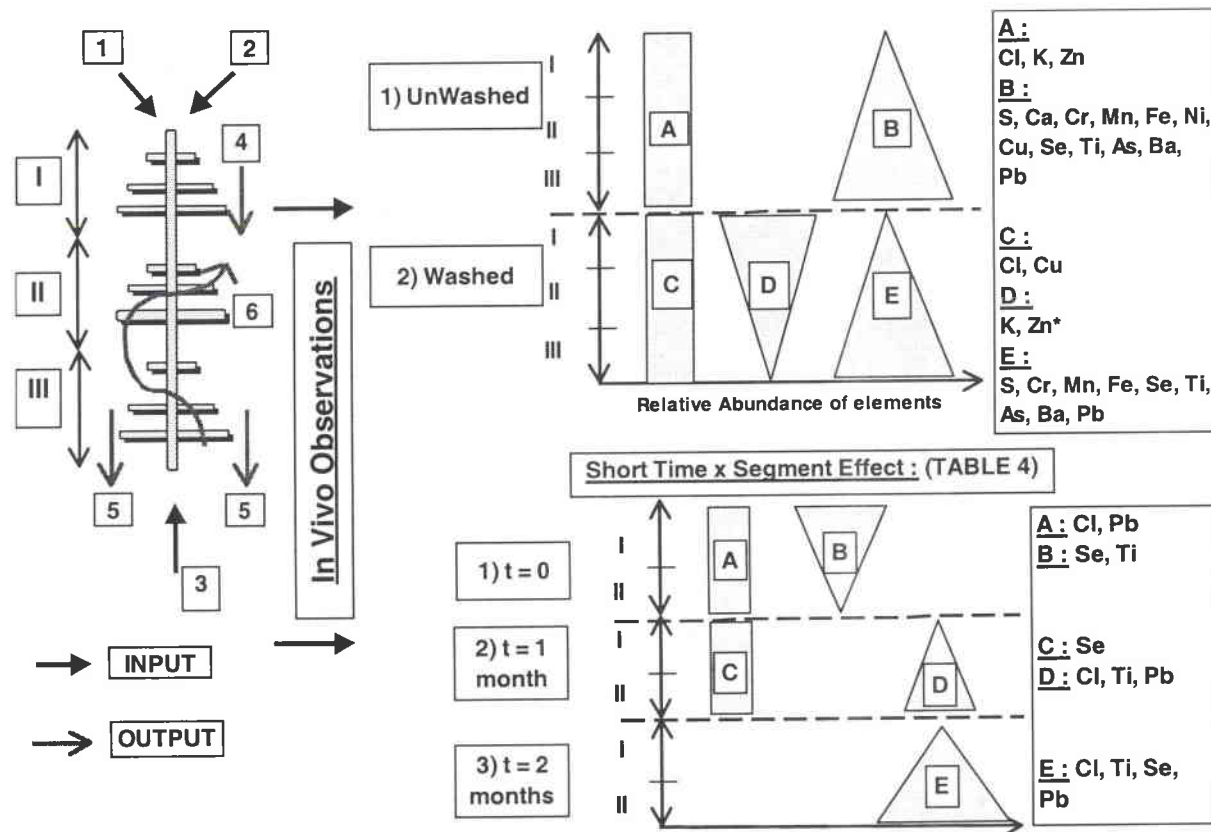 1
2
I
4
II
6
III
5
5
3
In Vivo Observations
INPUT
OUTPUT
1) UnWashed
I
II
III
A
B
2) Washed
I
II
III
C
D
E
Relative Abundance of elements
A :
Cl, K, Zn
B :
S, Ca, Cr, Mn, Fe, Ni,
Cu, Se, Ti, As, Ba,
Pb
C :
Cl, Cu
D :
K, Zn*
E :
S, Cr, Mn, Fe, Se, Ti,
As, Ba, Pb
Short Time x Segment Effect : (TABLE 4)
1) t = 0
I
II
A
B
2) t = 1
month
I
II
C
D
3) t = 2
months
I
II
E
A : Cl, Pb
B : Se, Ti
C : Se
D : Cl, Ti, Pb
E : Cl, Ti, Se,
Pb